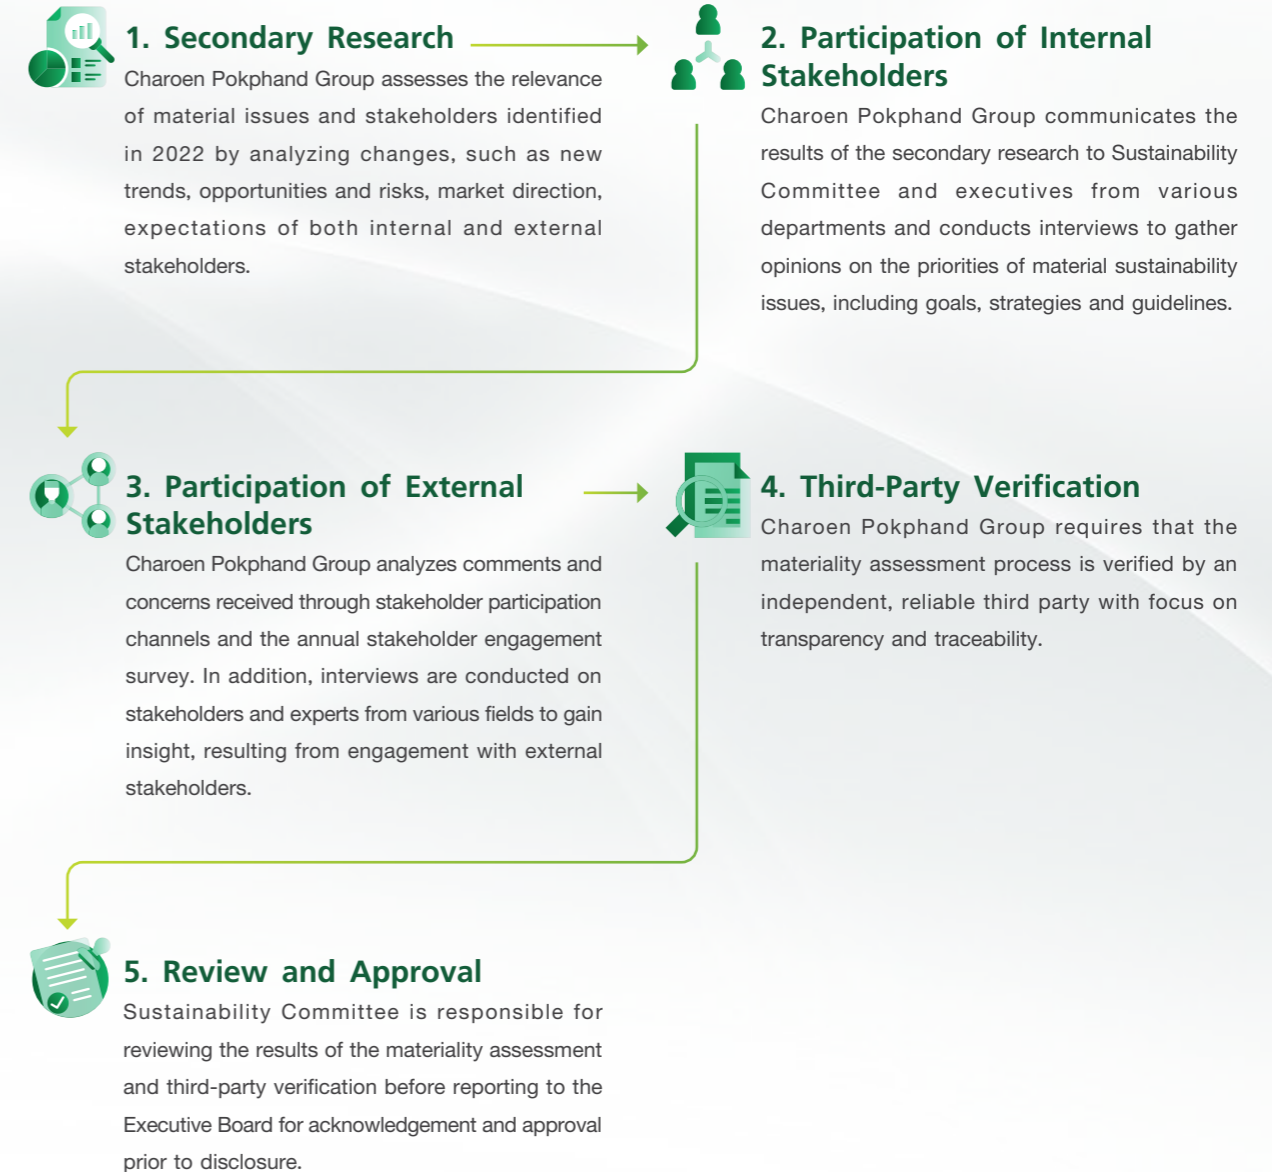 1. Secondary Research
Charoen Pokphand Group assesses the relevance
of material issues and stakeholders identified
in 2022 by analyzing changes, such as new
trends, opportunities and risks, market direction,
expectations of both internal and external
stakeholders.
2. Participation of Internal
Stakeholders
Charoen Pokphand Group communicates the
results of the secondary research to Sustainability
Committee and executives from various
departments and conducts interviews to gather
opinions on the priorities of material sustainability
issues, including goals, strategies and guidelines.
3. Participation of External
Stakeholders
Charoen Pokphand Group analyzes comments and
concerns received through stakeholder participation
channels and the annual stakeholder engagement
survey. In addition, interviews are conducted on
stakeholders and experts from various fields to gain
insight, resulting from engagement with external
stakeholders.
4. Third-Party Verification
Charoen Pokphand Group requires that the
materiality assessment process is verified by an
independent, reliable third party with focus on
transparency and traceability.
5. Review and Approval
Sustainability Committee is responsible for
reviewing the results of the materiality assessment
and third-party verification before reporting to the
Executive Board for acknowledgement and approval
prior to disclosure.